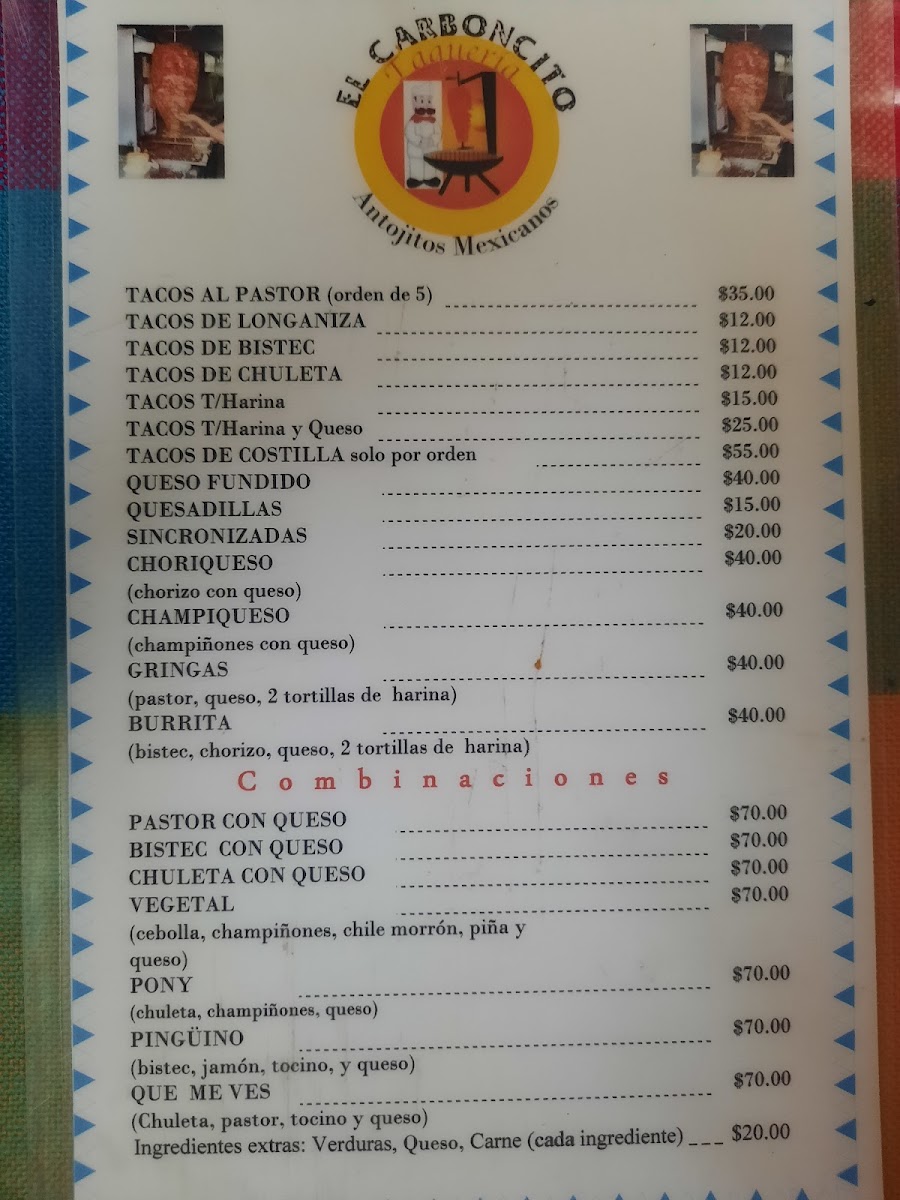 EL CARBONCITO
Taquería
Antojitos Mexicanos
TACOS AL PASTOR (orden de 5) $35.00
TACOS DE LONGANIZA $12.00
TACOS DE BISTEC $12.00
TACOS DE CHULETA $12.00
TACOS T/Harina $15.00
TACOS T/Harina y Queso $25.00
TACOS DE COSTILLA solo por orden $55.00
QUESO FUNDIDO $40.00
QUESADILLAS $15.00
SINCRONIZADAS $20.00
CHORIQUESO $40.00
(chorizo con queso)
CHAMPIQUESO $40.00
(champiñones con queso)
GRINGAS $40.00
(pastor, queso, 2 tortillas de harina)
BURRITA $40.00
(bistec, chorizo, queso, 2 tortillas de harina)
Combinaciones
PASTOR CON QUESO $70.00
BISTEC CON QUESO $70.00
CHULETA CON QUESO $70.00
VEGETAL $70.00
(cebolla, champiñones, chile morrón, piña y
queso)
PONY $70.00
(chuleta, champiñones, queso)
PINGÜINO $70.00
(bistec, jamón, tocino, y queso)
QUE ME VES $70.00
(Chuleta, pastor, tocino y queso)
Ingredientes extras: Verduras, Queso, Carne (cada ingrediente) _ _ _ $20.00